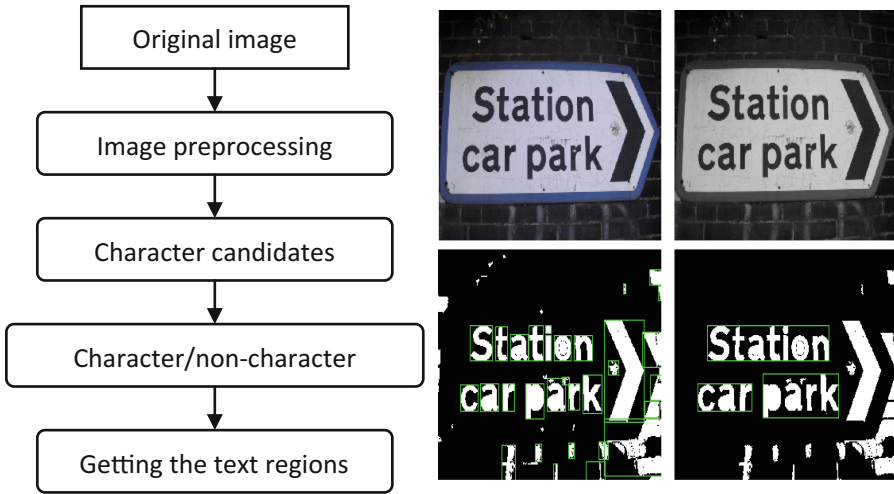 Original image
Image preprocessing
Character candidates
Character/non-character
Getting the text regions
Station
car park
Station
car park
Station
car park
Station
car park